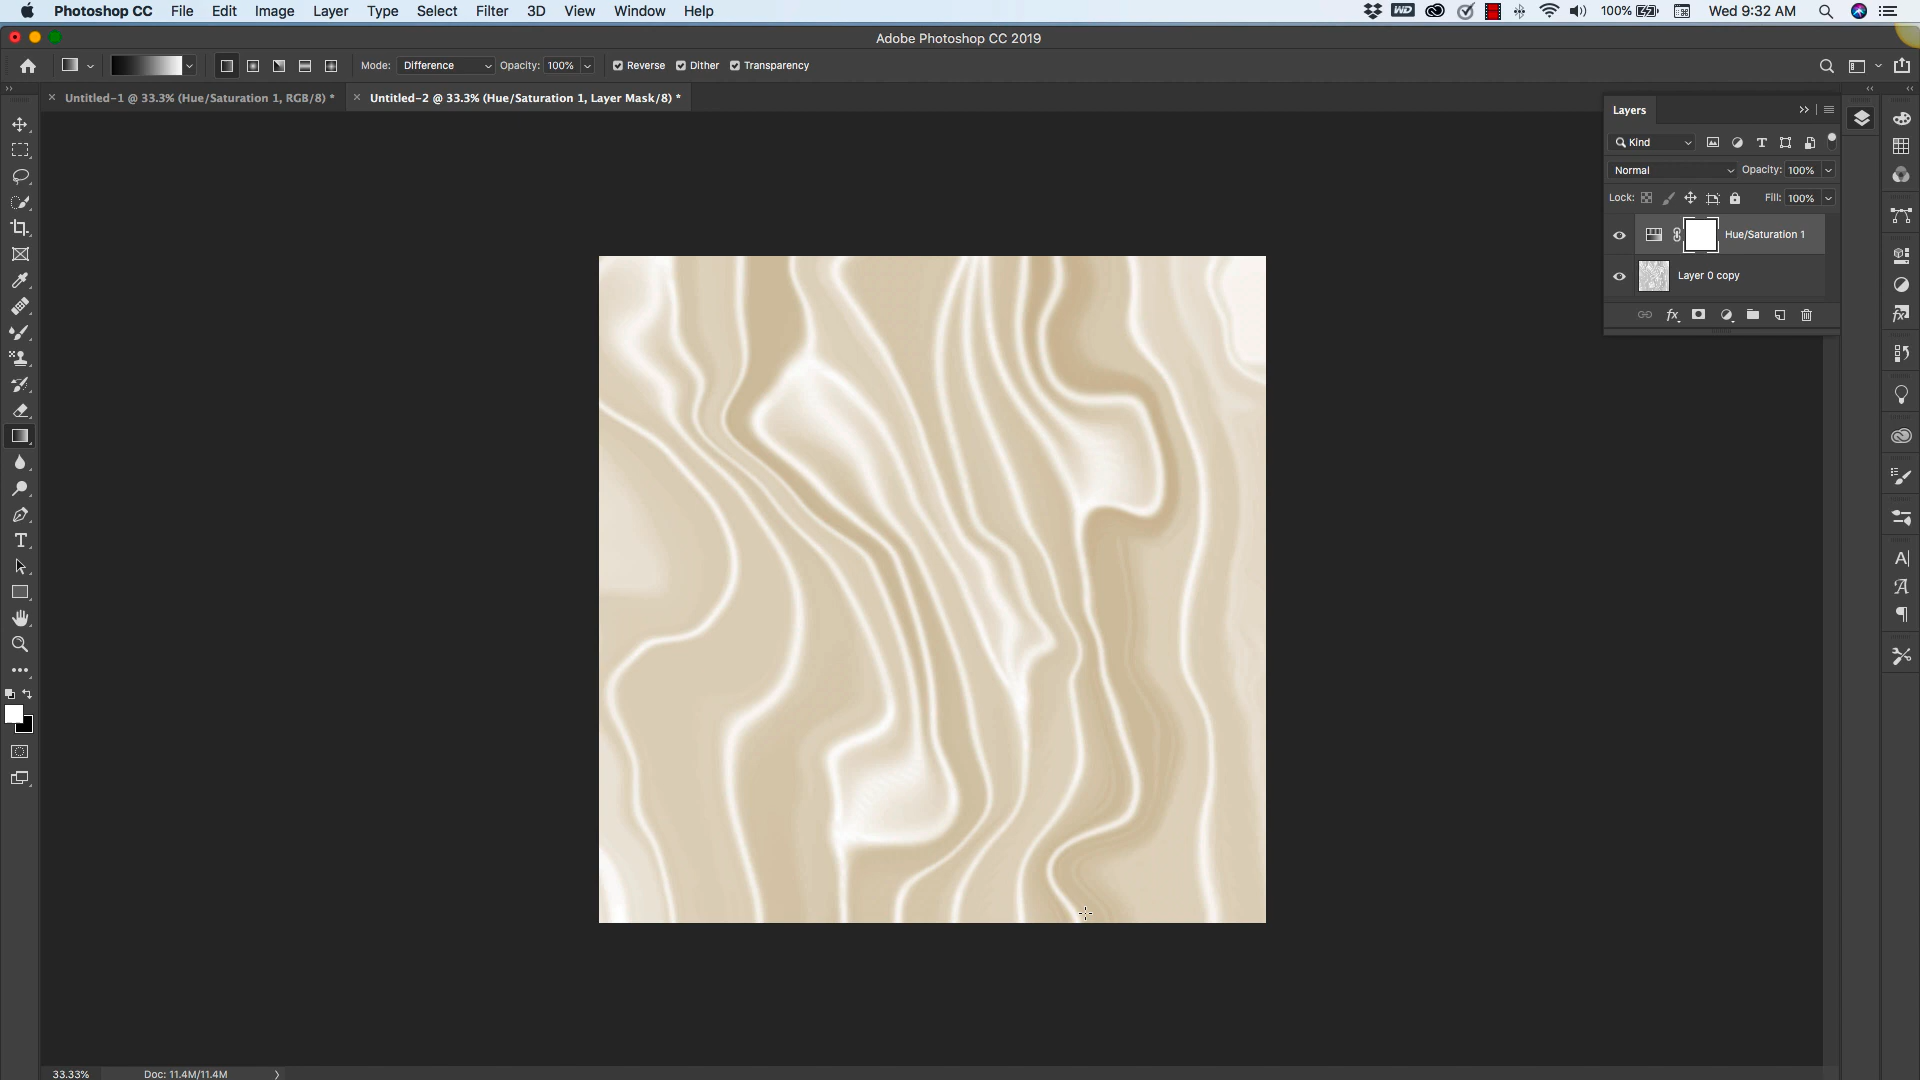 Photoshop CC File Edit Image Layer Type Select Filter 3D View Window Help 100% Wed 9:32 AM
Adobe Photoshop CC 2019
Mode: Difference Opacity: 100% Reverse Dither Transparency
Untitled-1 @ 33.3% (Hue/Saturation 1, RGB/8) * Untitled-2 @ 33.3% (Hue/Saturation 1, Layer Mask/8) *
Layers
Kind
Normal Opacity: 100%
Lock: Fill: 100%
Hue/Saturation 1
Layer 0 copy
33.33% Doc: 11.4M/11.4M